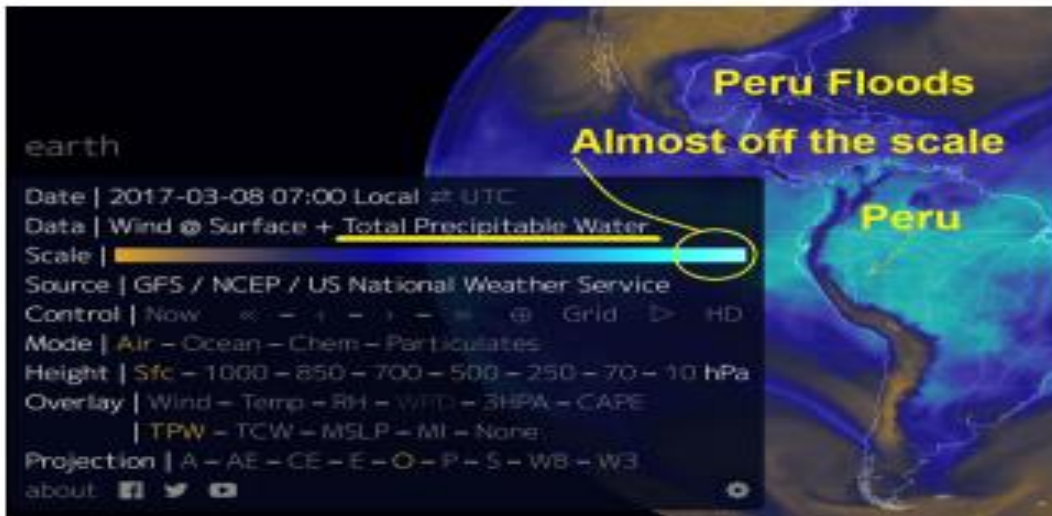 Peru Floods
Almost off the scale
Peru
earth
Date | 2017-03-08 07:00 Local ⇄ UTC
Data | Wind @ Surface + Total Precipitable Water
Scale |
Source | GFS / NCEP / US National Weather Service
Control | Now « – ‹ – › – » ⊕ Grid ▷ HD
Mode | Air – Ocean – Chem – Particulates
Height | Sfc – 1000 – 850 – 700 – 500 – 250 – 70 – 10 hPa
Overlay | Wind – Temp – RH – WPD – 3HPA – CAPE
| TPW – TCW – MSLP – MI – None
Projection | A – AE – CE – E – O – P – S – WB – W3
about